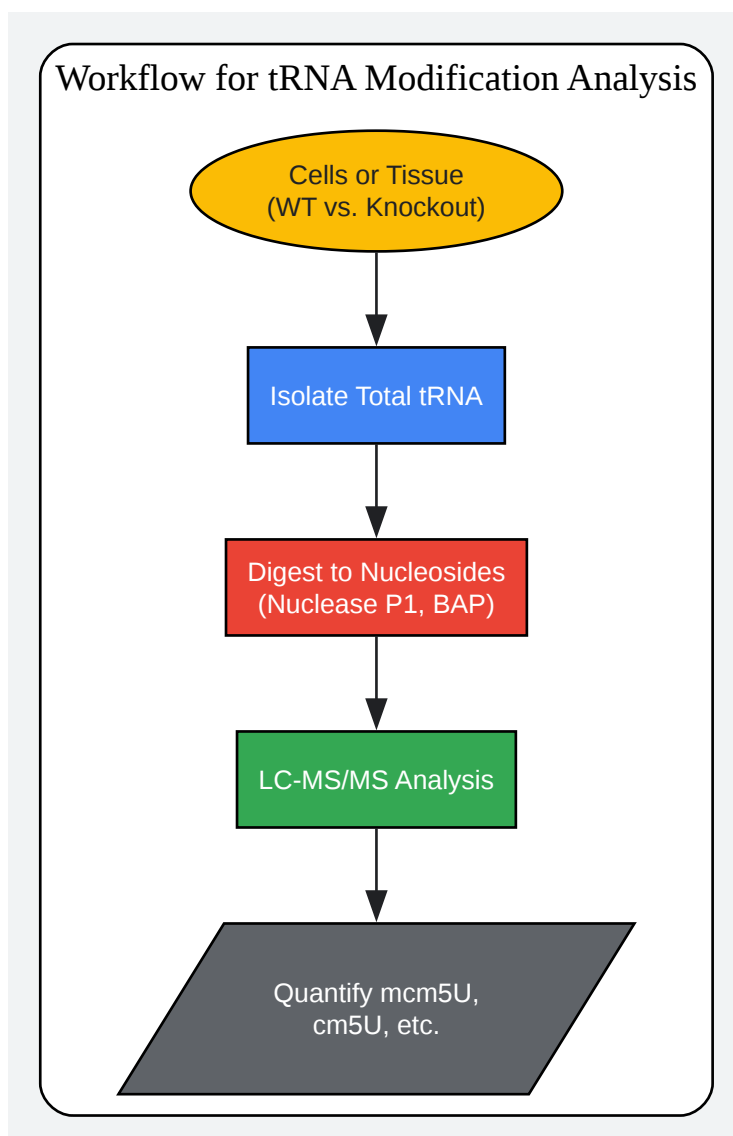 Workflow for tRNA Modification Analysis
Cells or Tissue
(WT vs. Knockout)
Isolate Total tRNA
Digest to Nucleosides
(Nuclease P1, BAP)
LC-MS/MS Analysis
Quantify mcm5U,
cm5U, etc.